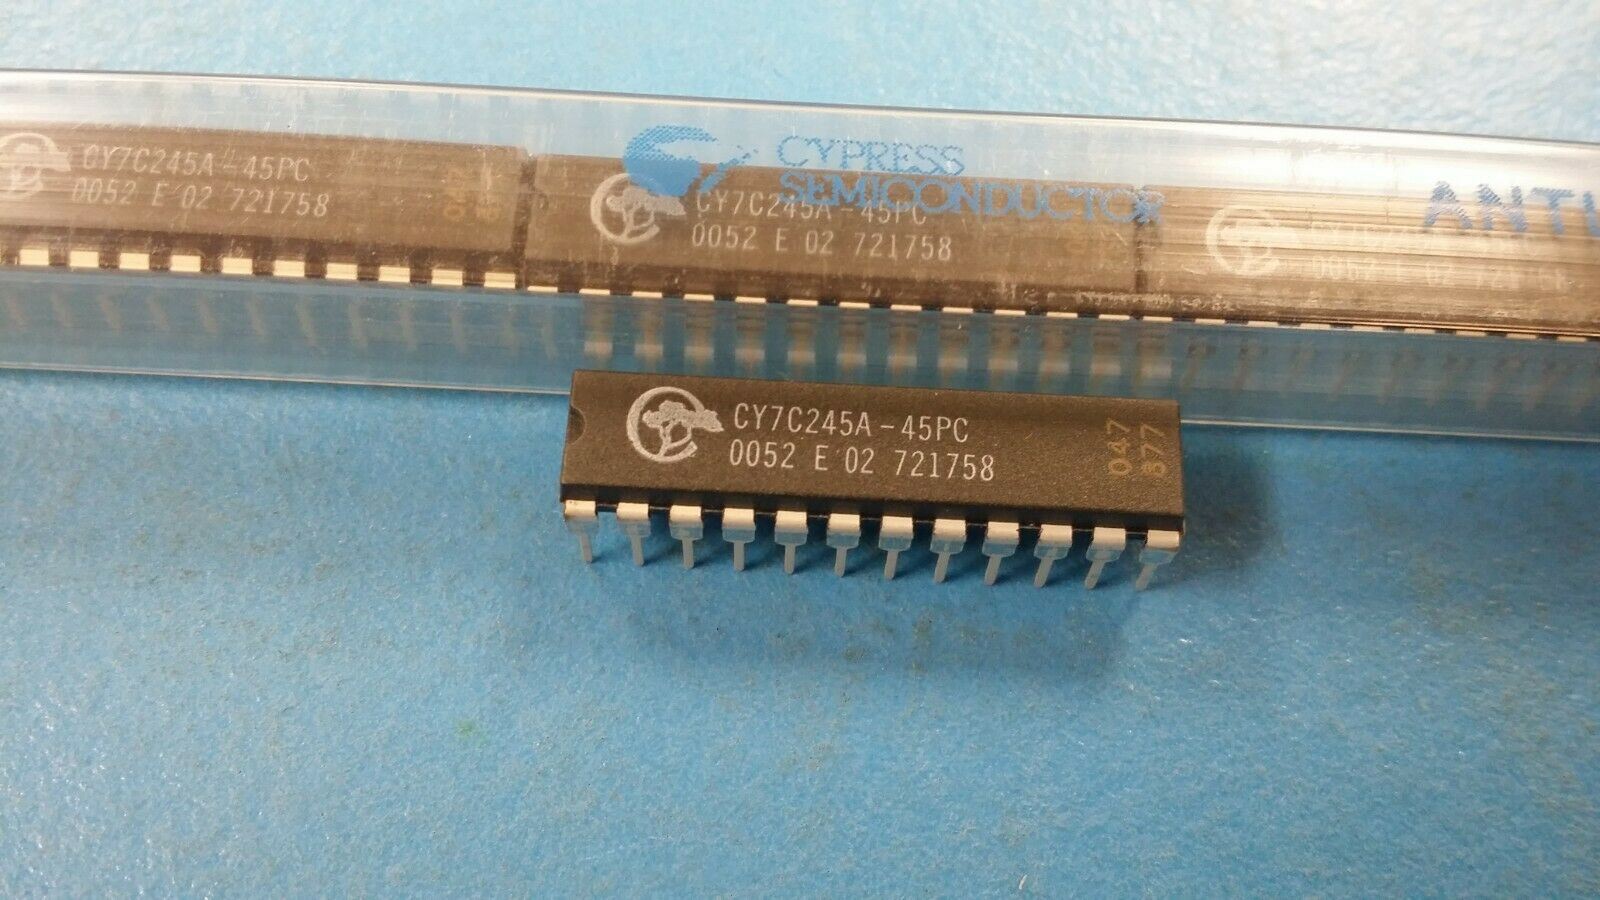 CYPRESS
SEMICONDUCTOR
ANTI
CY7C245A-45PC
0052 E 02 721758
CY7C245A-45PC
0052 E 02 721758
CY7C245A-45PC
0052 E 02 721758
047
877